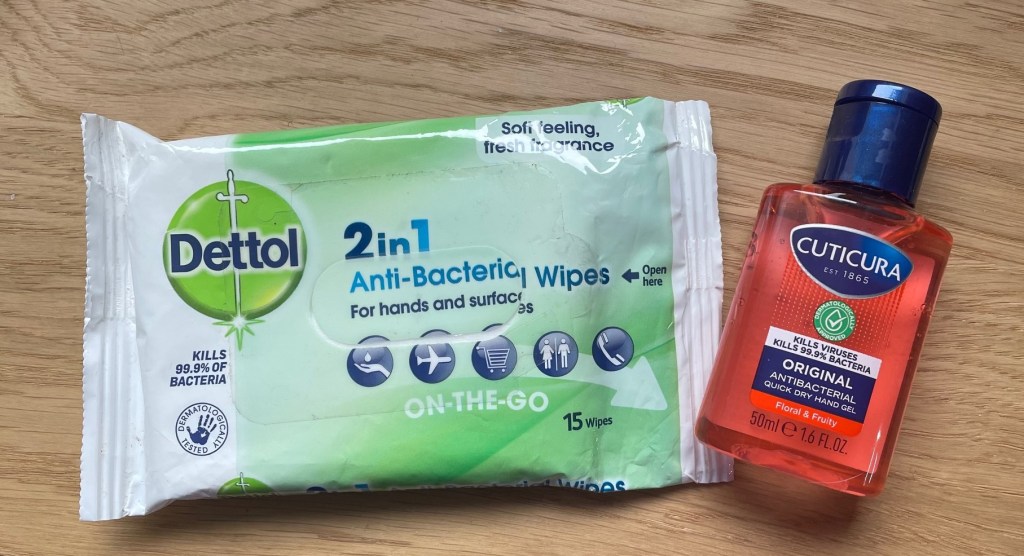 Soft feeling,
fresh fragrance
Dettol
2in1
Anti-Bacterial Wipes
For hands and surfaces
Open
here
KILLS
99.9% OF
BACTERIA
DERMATOLOGICALLY
TESTED
ON-THE-GO
15 Wipes
2in1
Wipes
CUTICURA
EST 1865
DERMATOLOGICALLY
APPROVED
KILLS VIRUSES
KILLS 99.9% BACTERIA
ORIGINAL
ANTIBACTERIAL
QUICK DRY HAND GEL
Floral & Fruity
50ml e 1.6 FL.OZ.